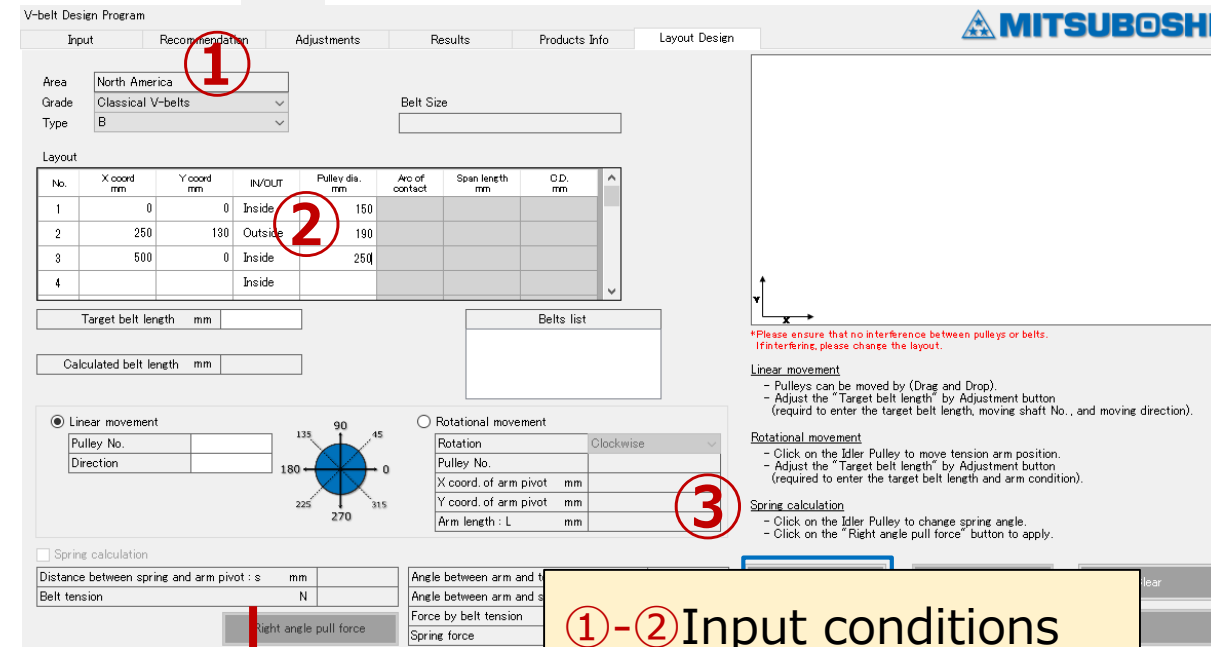 V-belt Design Program
MITSUBOSHI
Input Recommendation Adjustments Results Products Info Layout Design
①
Area North America
Grade Classical V-belts
Type B
Belt Size
Layout
No. X coord mm Y coord mm IN/OUT Pulley dia. mm Arc of contact Span length mm O.D. mm
1 0 0 Inside 150
2 250 130 Outside 190
②
3 500 0 Inside 250
4 Inside
Target belt length mm
Belts list
Calculated belt length mm
Y
X
*Please ensure that no interference between pulleys or belts.
If interfering, please change the layout.
Linear movement
- Pulleys can be moved by (Drag and Drop).
- Adjust the "Target belt length" by Adjustment button
(requird to enter the target belt length, moving shaft No., and moving direction).
Rotational movement
- Click on the Idler Pulley to move tension arm position.
- Adjust the "Target belt length" by Adjustment button
(required to enter the target belt length and arm condition).
Spring calculation
- Click on the Idler Pulley to change spring angle.
- Click on the "Right angle pull force" button to apply.
Linear movement
Pulley No.
Direction
90
135 45
180 0
225 315
270
Rotational movement
Rotation Clockwise
Pulley No.
X coord. of arm pivot mm
Y coord. of arm pivot mm
Arm length : L mm
③
Spring calculation
Distance between spring and arm pivot : s mm
Belt tension N
Right angle pull force
Angle between arm and
Angle between arm and
Force by belt tension
Spring force
①-②Input conditions